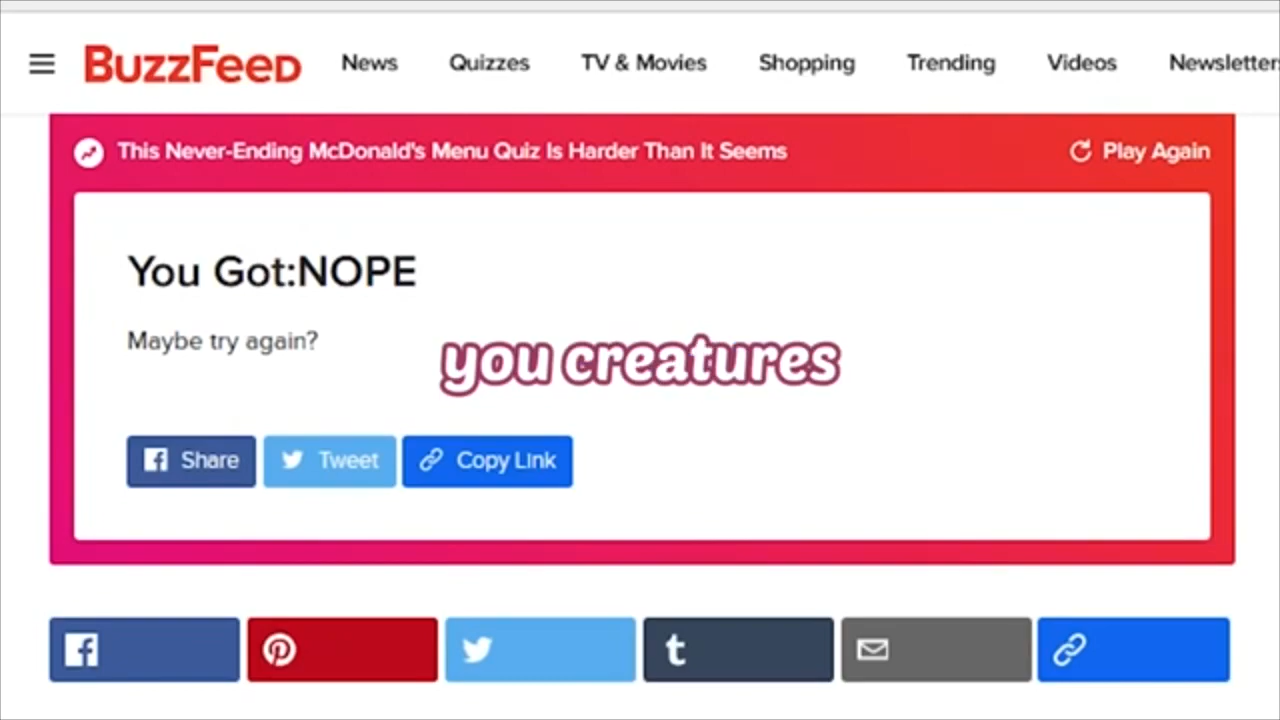 BuzzFeed
News Quizzes TV & Movies Shopping Trending Videos Newsletters
This Never-Ending McDonald's Menu Quiz Is Harder Than It Seems
Play Again
You Got:NOPE
Maybe try again?
you creatures
Share Tweet Copy Link